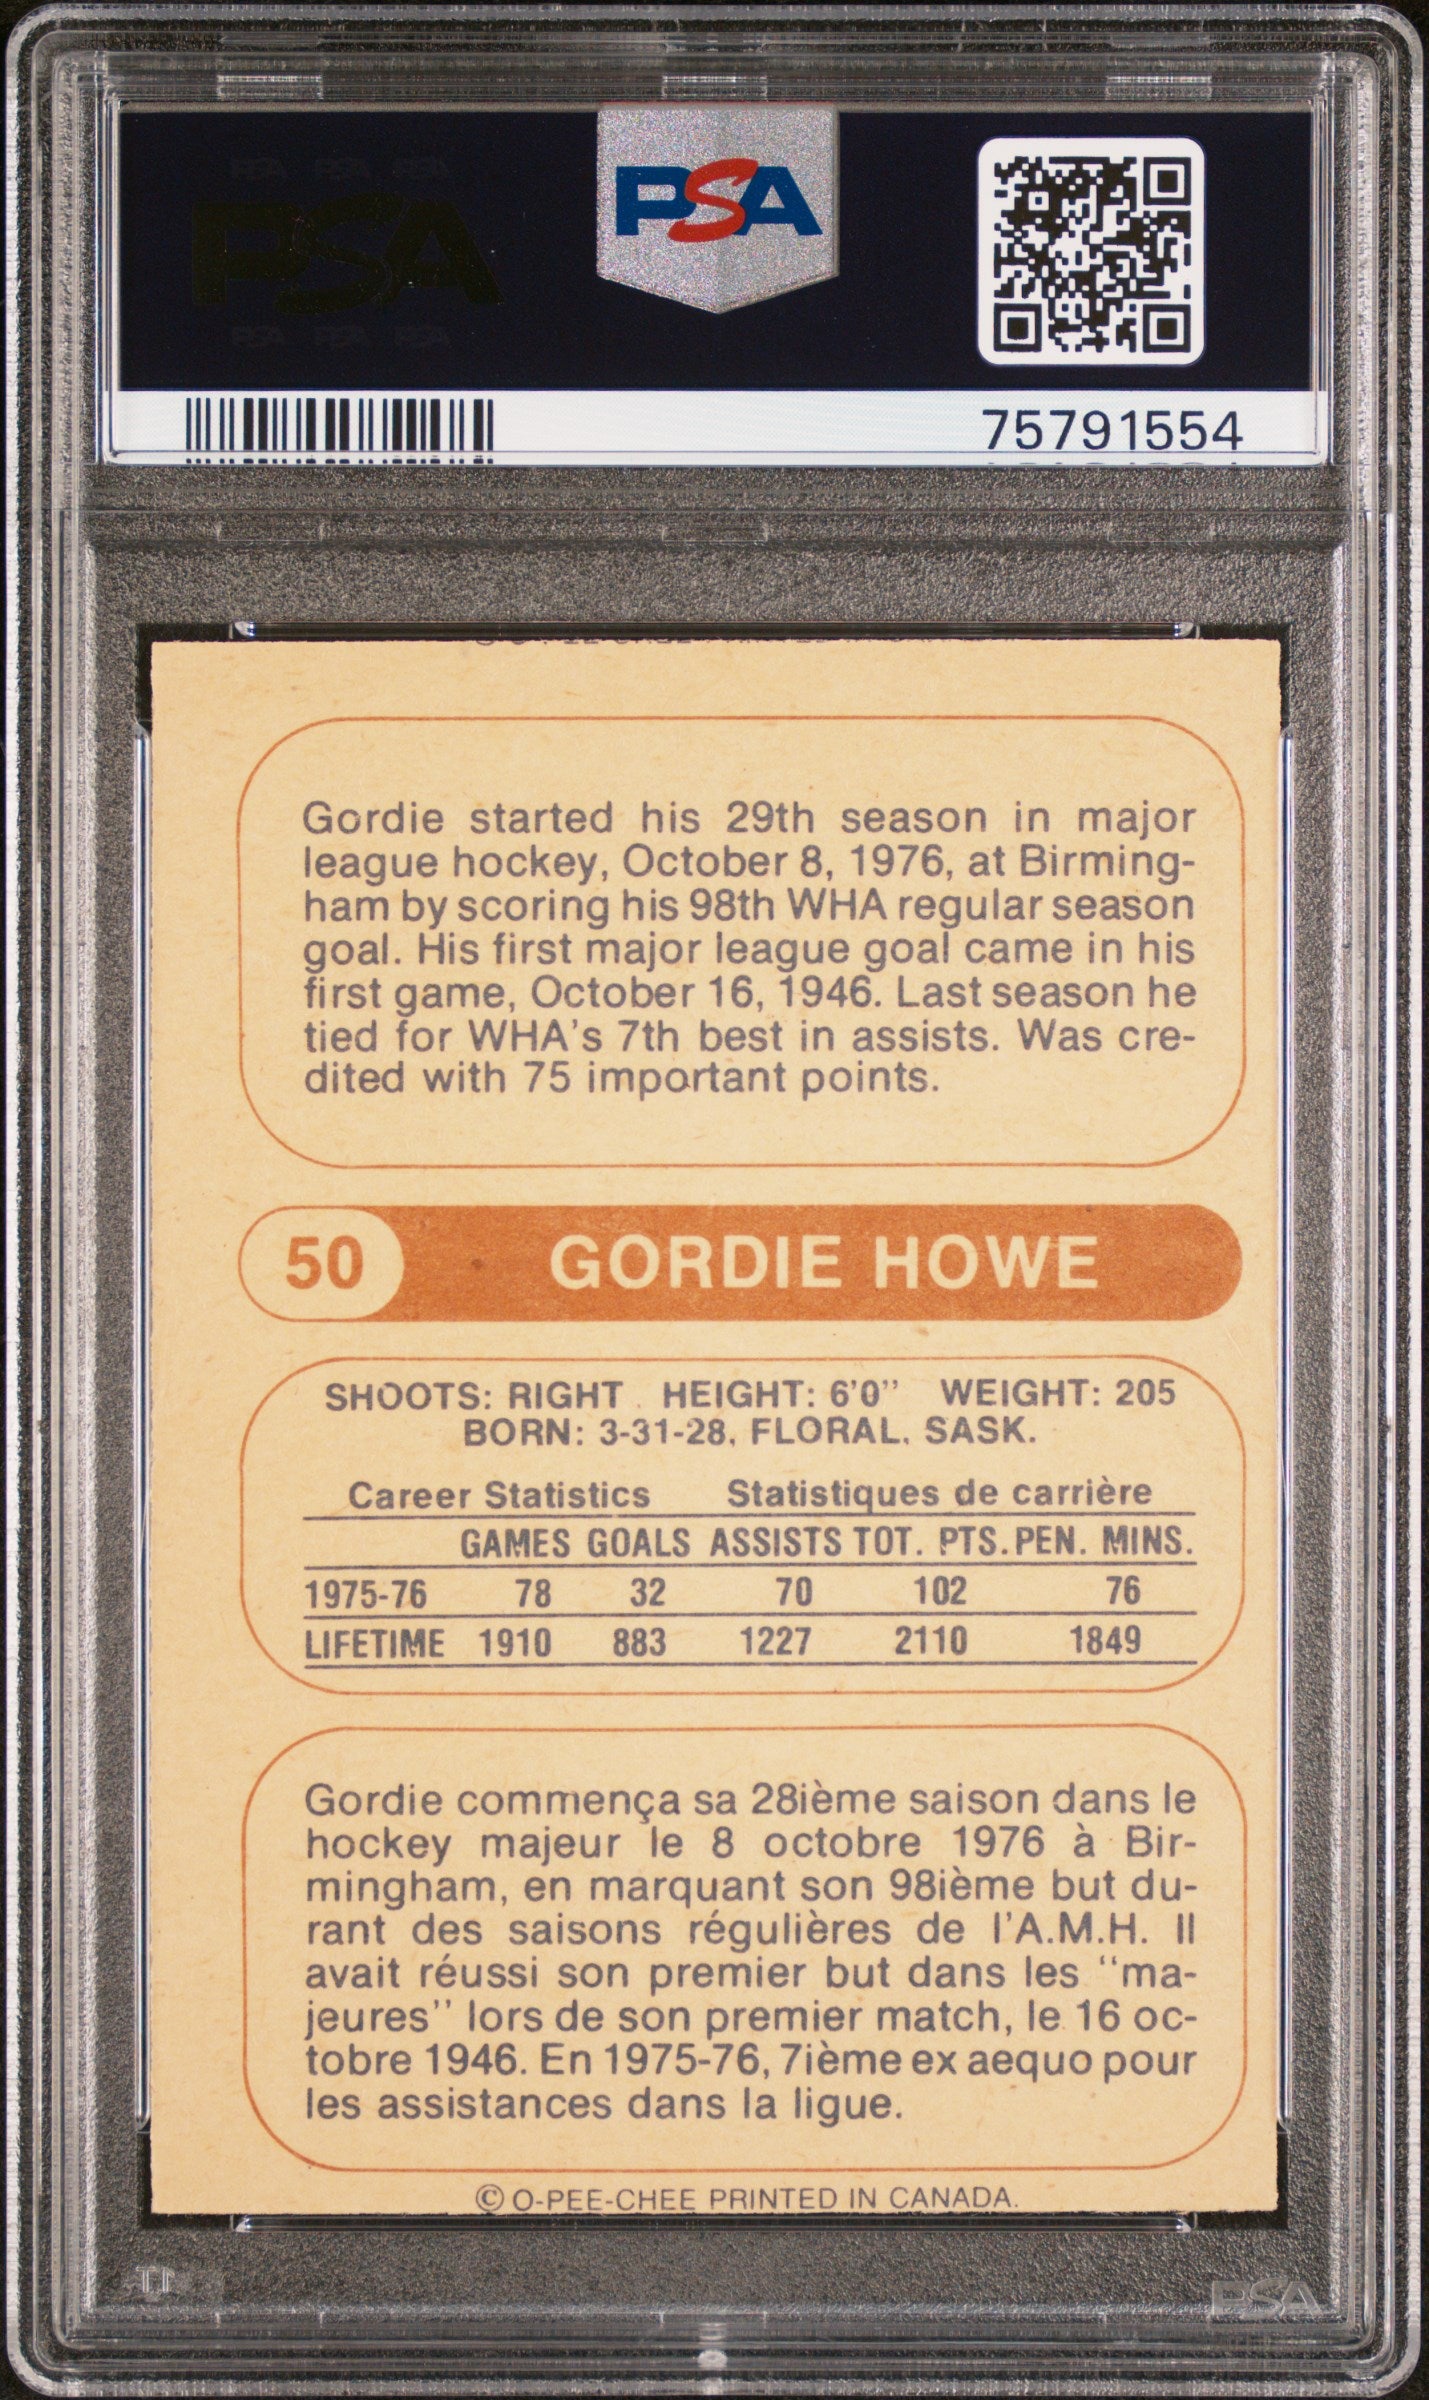 PSA
PSA
75791554
Gordie started his 29th season in major
league hockey, October 8, 1976, at Birming-
ham by scoring his 98th WHA regular season
goal. His first major league goal came in his
first game, October 16, 1946. Last season he
tied for WHA's 7th best in assists. Was cre-
dited with 75 important points.
50 GORDIE HOWE
SHOOTS: RIGHT HEIGHT: 6'0" WEIGHT: 205
BORN: 3-31-28, FLORAL, SASK.
Career Statistics Statistiques de carrière
GAMES GOALS ASSISTS TOT. PTS. PEN. MINS.
1975-76 78 32 70 102 76
LIFETIME 1910 883 1227 2110 1849
Gordie commença sa 28ième saison dans le
hockey majeur le 8 octobre 1976 à Bir-
mingham, en marquant son 98ième but du-
rant des saisons régulières de l'A.M.H. Il
avait réussi son premier but dans les "ma-
jeures" lors de son premier match, le 16 oc-
tobre 1946. En 1975-76, 7ième ex aequo pour
les assistances dans la ligue.
© O-PEE-CHEE PRINTED IN CANADA.
PSA